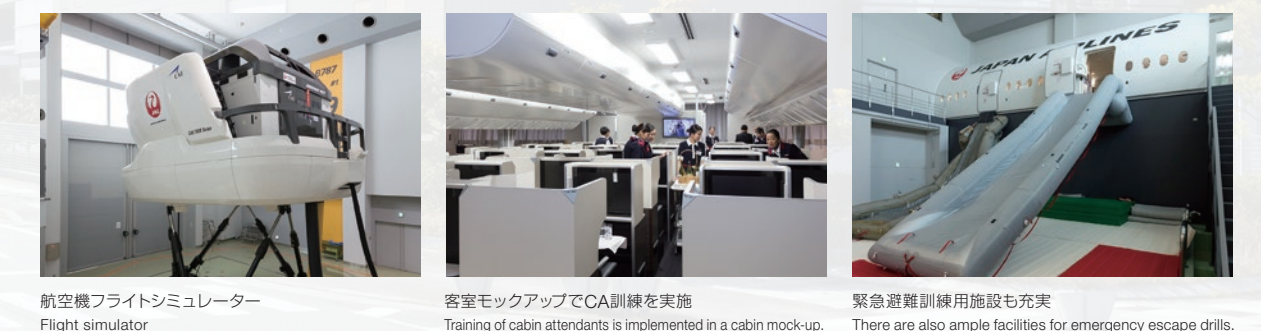 B787
CAE
JAPAN AIRLINES
航空機フライトシミュレーター
Flight simulator
客室モックアップでCA訓練を実施
Training of cabin attendants is implemented in a cabin mock-up.
緊急避難訓練用施設も充実
There are also ample facilities for emergency escape drills.